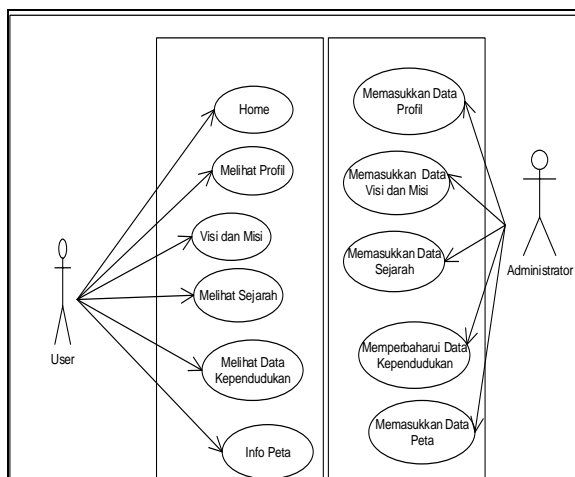 Home
Melihat Profil
Visi dan Misi
Melihat Sejarah
Melihat Data
Kependudukan
Info Peta
User
Memasukkan Data
Profil
Memasukkan Data
Visi dan Misi
Memasukkan Data
Sejarah
Memperbaharui Data
Kependudukan
Memasukkan Data
Peta
Administrator